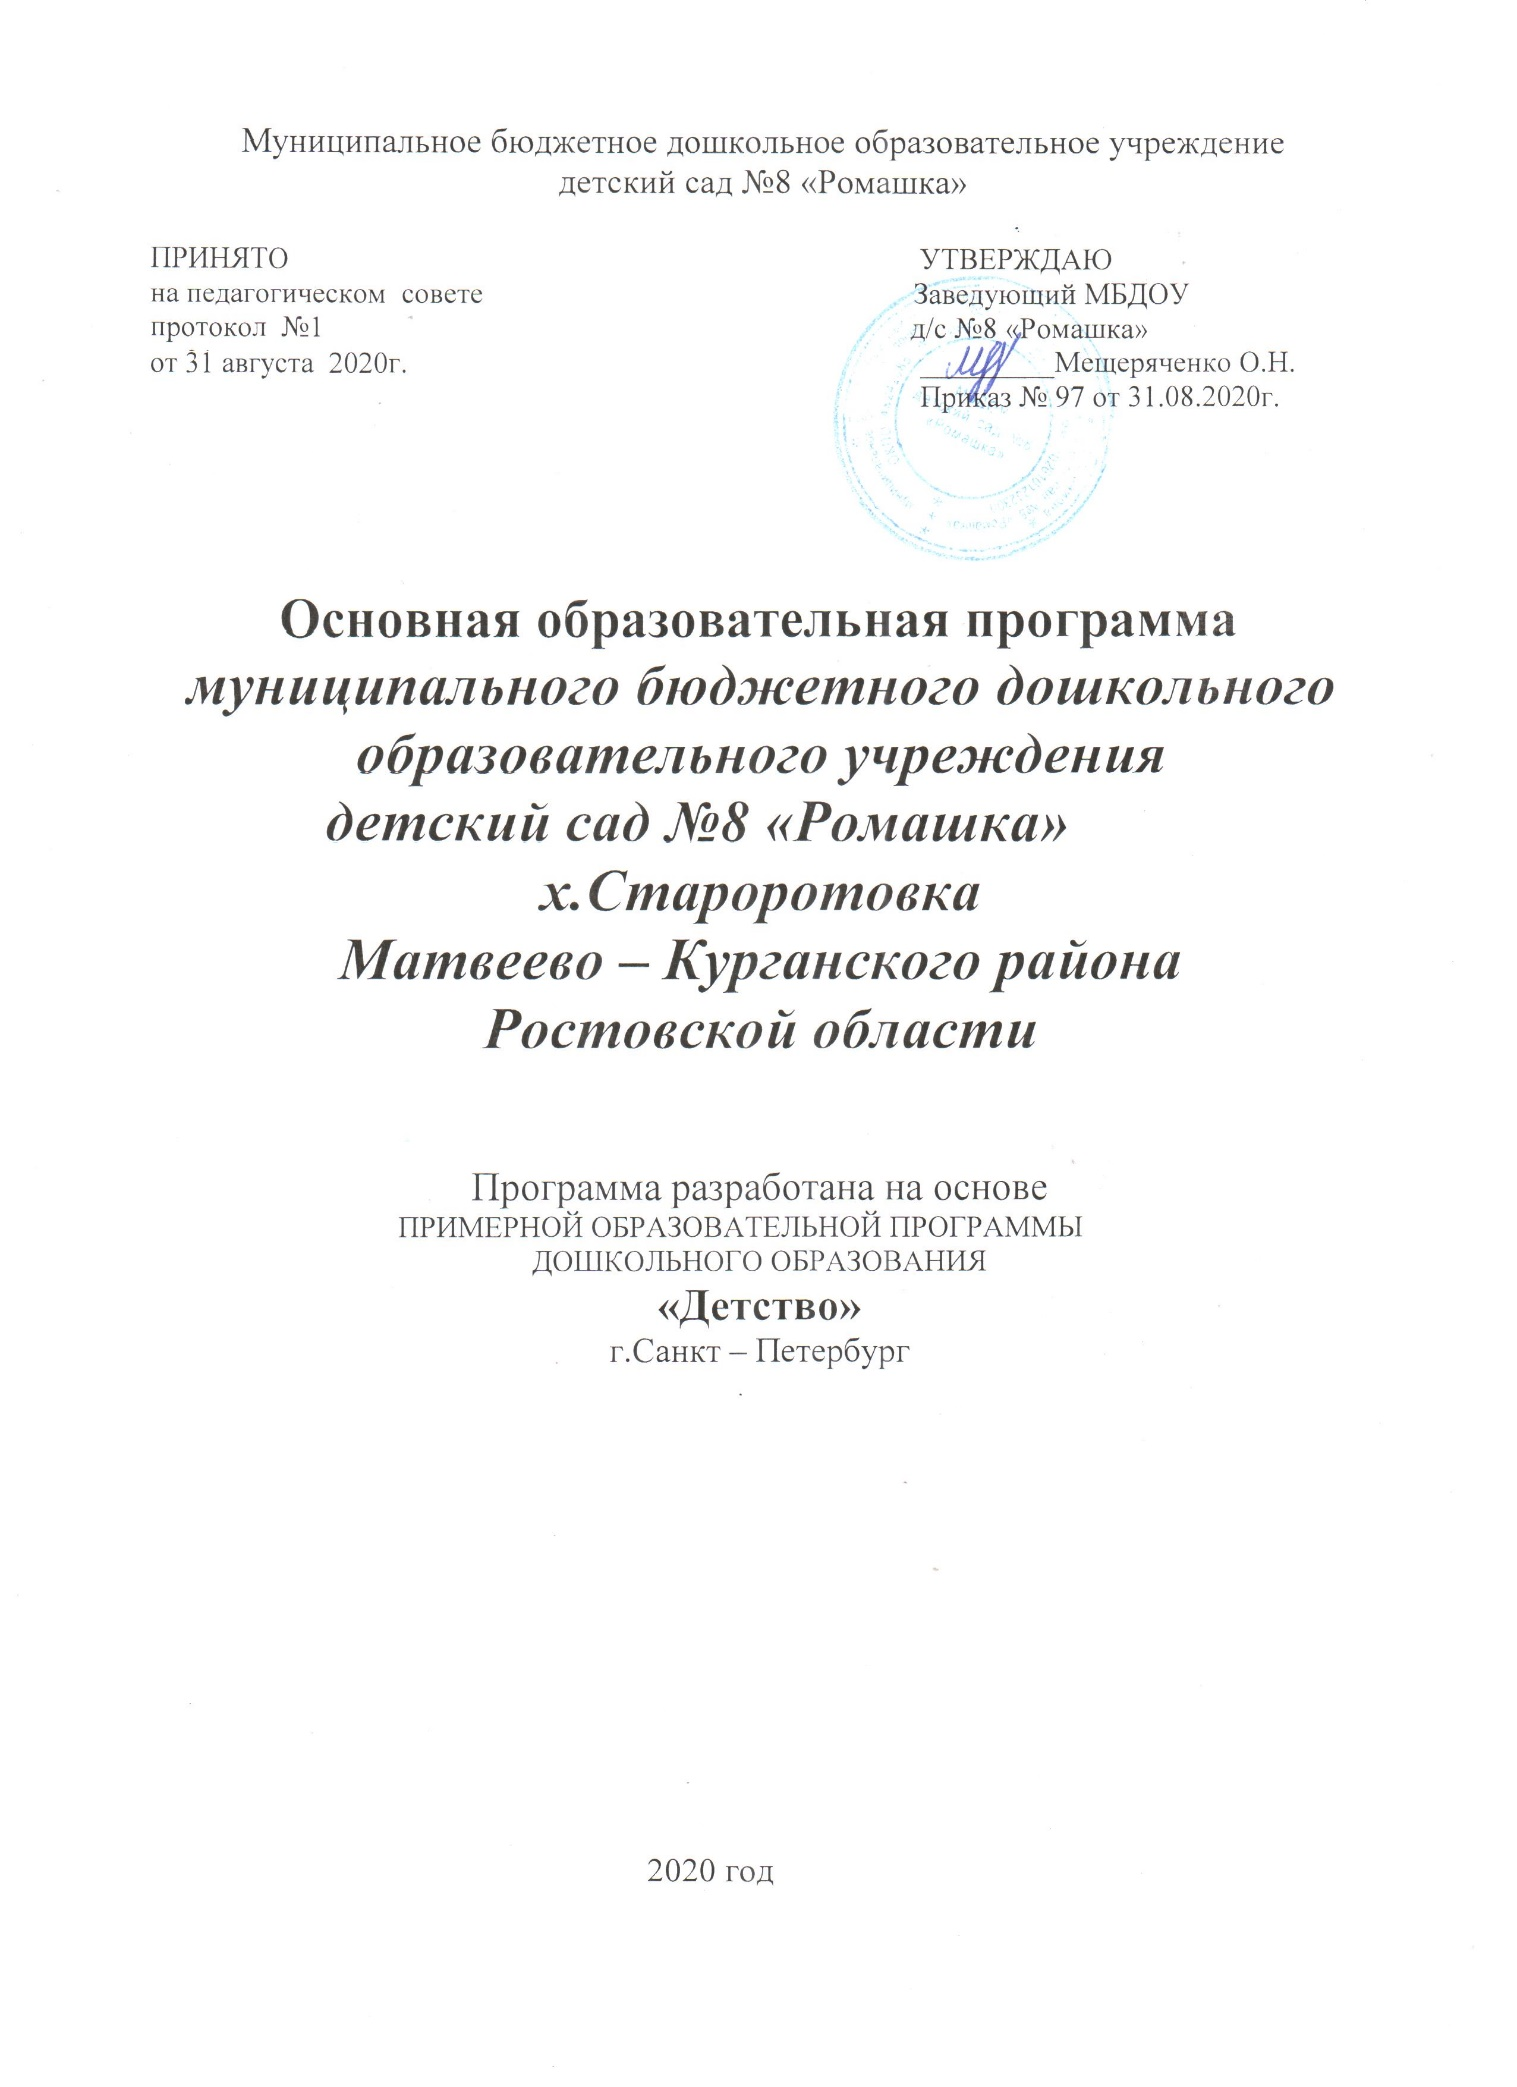 Муниципальное бюджетное дошкольное образовательное учреждение
детский сад №8 «Ромашка»
ПРИНЯТО
на педагогическом совете
протокол №1
от 31 августа 2020г.
УТВЕРЖДАЮ
Заведующий МБДОУ
д/с №8 «Ромашка»
_________Мещеряченко О.Н.
Приказ № 97 от 31.08.2020г.
«Ромашка»
Основная образовательная программа
муниципального бюджетного дошкольного
образовательного учреждения
детский сад №8 «Ромашка»
х.Староротовка
Матвеево – Курганского района
Ростовской области
Программа разработана на основе
ПРИМЕРНОЙ ОБРАЗОВАТЕЛЬНОЙ ПРОГРАММЫ
ДОШКОЛЬНОГО ОБРАЗОВАНИЯ
«Детство»
г.Санкт – Петербург
2020 год